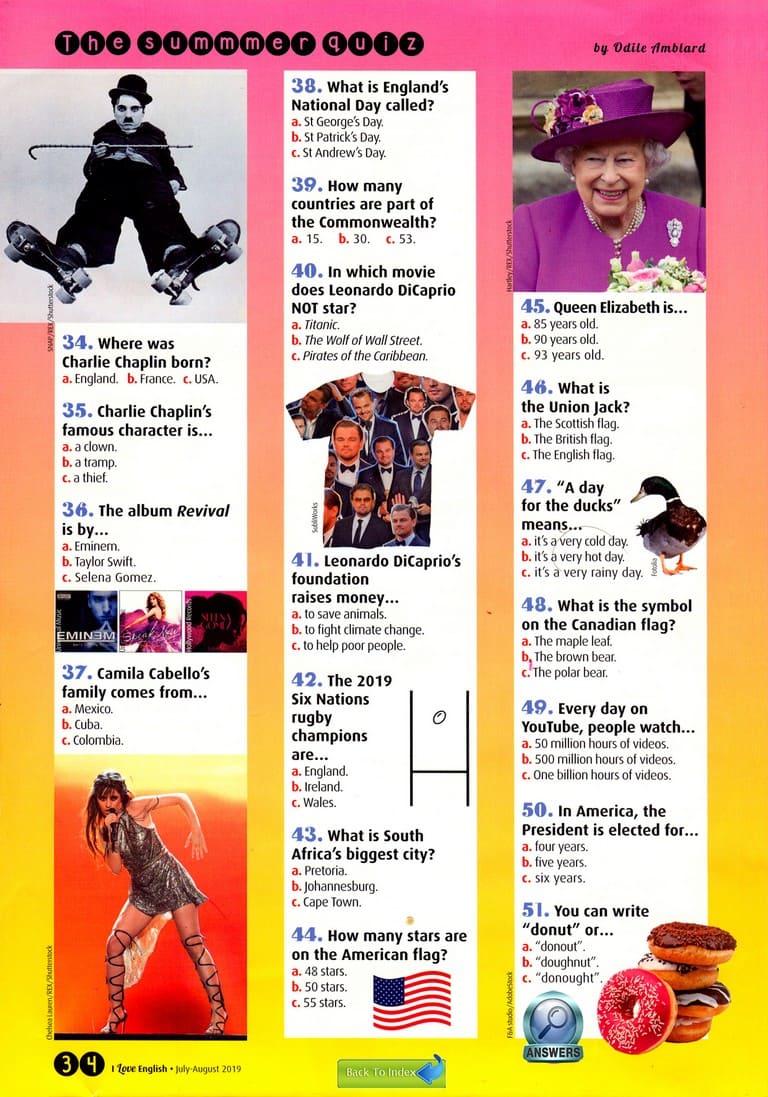 The summer quiz
by Odile Amblard
SNAP/REX/Shutterstock
34. Where was
Charlie Chaplin born?
a. England. b. France. c. USA.
35. Charlie Chaplin's
famous character is...
a. a clown.
b. a tramp.
c. a thief.
36. The album Revival
is by...
a. Eminem.
b. Taylor Swift.
c. Selena Gomez.
EMINEM
Speak Now
SELENA
GOMEZ
Hollywood Records
37. Camila Cabello's
family comes from...
a. Mexico.
b. Cuba.
c. Colombia.
Chelsea Lauren/REX/Shutterstock
38. What is England's
National Day called?
a. St George's Day.
b. St Patrick's Day.
c. St Andrew's Day.
39. How many
countries are part of
the Commonwealth?
a. 15. b. 30. c. 53.
40. In which movie
does Leonardo DiCaprio
NOT star?
a. Titanic.
b. The Wolf of Wall Street.
c. Pirates of the Caribbean.
SubliWorks
41. Leonardo DiCaprio's
foundation
raises money...
a. to save animals.
b. to fight climate change.
c. to help poor people.
42. The 2019
Six Nations
rugby
champions
are...
a. England.
b. Ireland.
c. Wales.
43. What is South
Africa's biggest city?
a. Pretoria.
b. Johannesburg.
c. Cape Town.
44. How many stars are
on the American flag?
a. 48 stars.
b. 50 stars.
c. 55 stars.
Hartley/REX/Shutterstock
45. Queen Elizabeth is...
a. 85 years old.
b. 90 years old.
c. 93 years old.
46. What is
the Union Jack?
a. The Scottish flag.
b. The British flag.
c. The English flag.
47. "A day
for the ducks"
means...
a. it's a very cold day.
b. it's a very hot day.
c. it's a very rainy day.
Fotolia
48. What is the symbol
on the Canadian flag?
a. The maple leaf.
b. The brown bear.
c. The polar bear.
49. Every day on
YouTube, people watch...
a. 50 million hours of videos.
b. 500 million hours of videos.
c. One billion hours of videos.
50. In America, the
President is elected for...
a. four years.
b. five years.
c. six years.
51. You can write
"donut" or...
a. "donout".
b. "doughnut".
c. "donought".
F&A studio/AdobeStock
ANSWERS
34 I Love English • July-August 2019
Back To Index